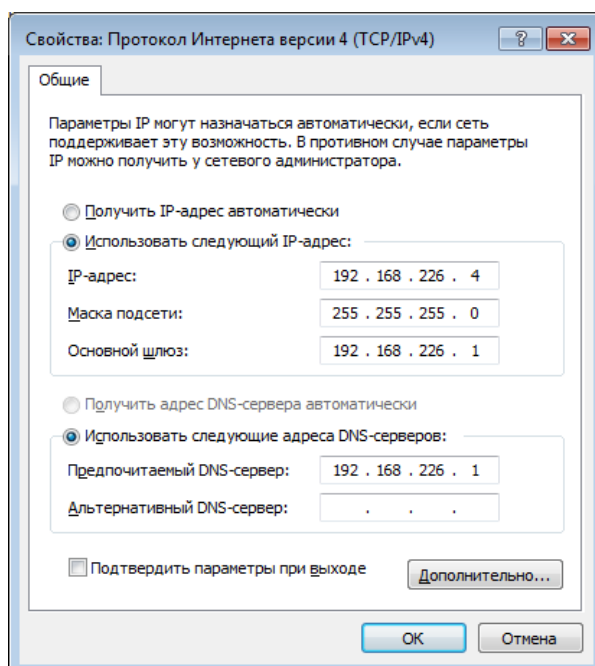 Свойства: Протокол Интернета версии 4 (TCP/IPv4)
Общие
Параметры IP могут назначаться автоматически, если сеть
поддерживает эту возможность. В противном случае параметры
IP можно получить у сетевого администратора.
Получить IP-адрес автоматически
Использовать следующий IP-адрес:
IP-адрес: 192 . 168 . 226 . 4
Маска подсети: 255 . 255 . 255 . 0
Основной шлюз: 192 . 168 . 226 . 1
Получить адрес DNS-сервера автоматически
Использовать следующие адреса DNS-серверов:
Предпочитаемый DNS-сервер: 192 . 168 . 226 . 1
Альтернативный DNS-сервер: . . .
Подтвердить параметры при выходе
Дополнительно...
ОК Отмена